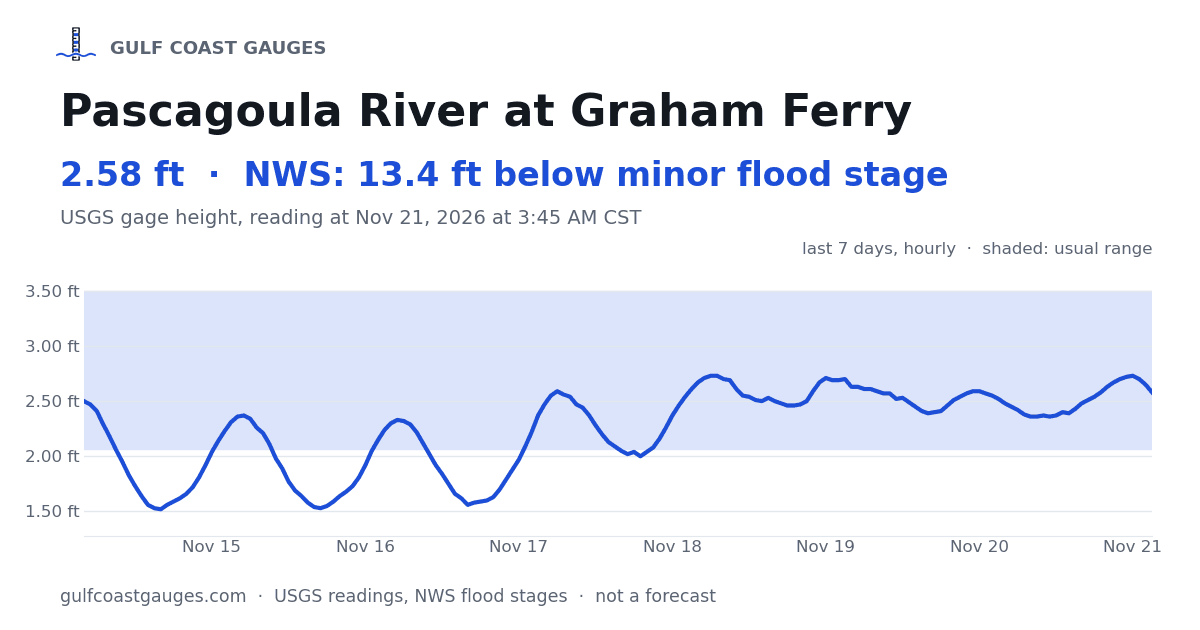 GULF COAST GAUGES
Pascagoula River at Graham Ferry
2.58 ft · NWS: 13.4 ft below minor flood stage
USGS gage height, reading at Nov 21, 2026 at 3:45 AM CST
last 7 days, hourly · shaded: usual range
3.50 ft
3.00 ft
2.50 ft
2.00 ft
1.50 ft
Nov 15 Nov 16 Nov 17 Nov 18 Nov 19 Nov 20 Nov 21
gulfcoastgauges.com · USGS readings, NWS flood stages · not a forecast